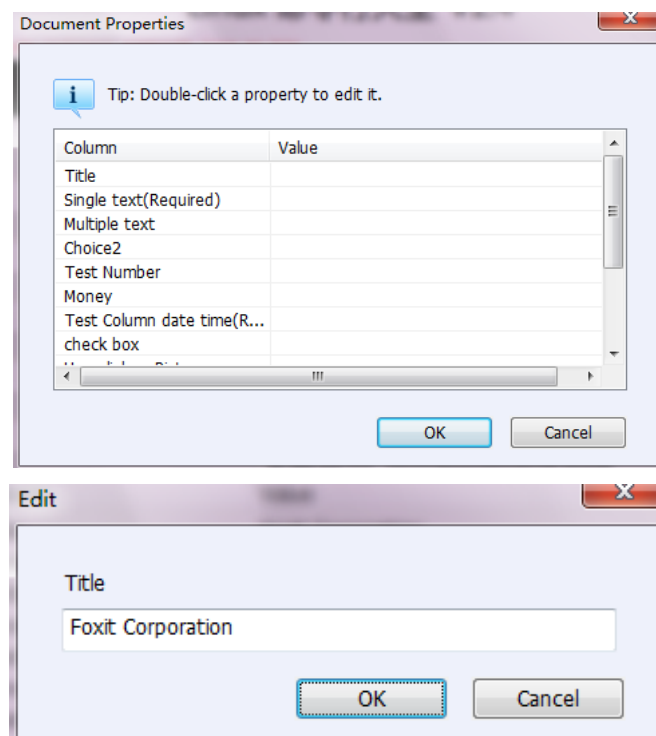 Document Properties
Tip: Double-click a property to edit it.
Column Value
Title
Single text(Required)
Multiple text
Choice2
Test Number
Money
Test Column date time(R...
check box
OK Cancel
Edit
Title
Foxit Corporation
OK Cancel